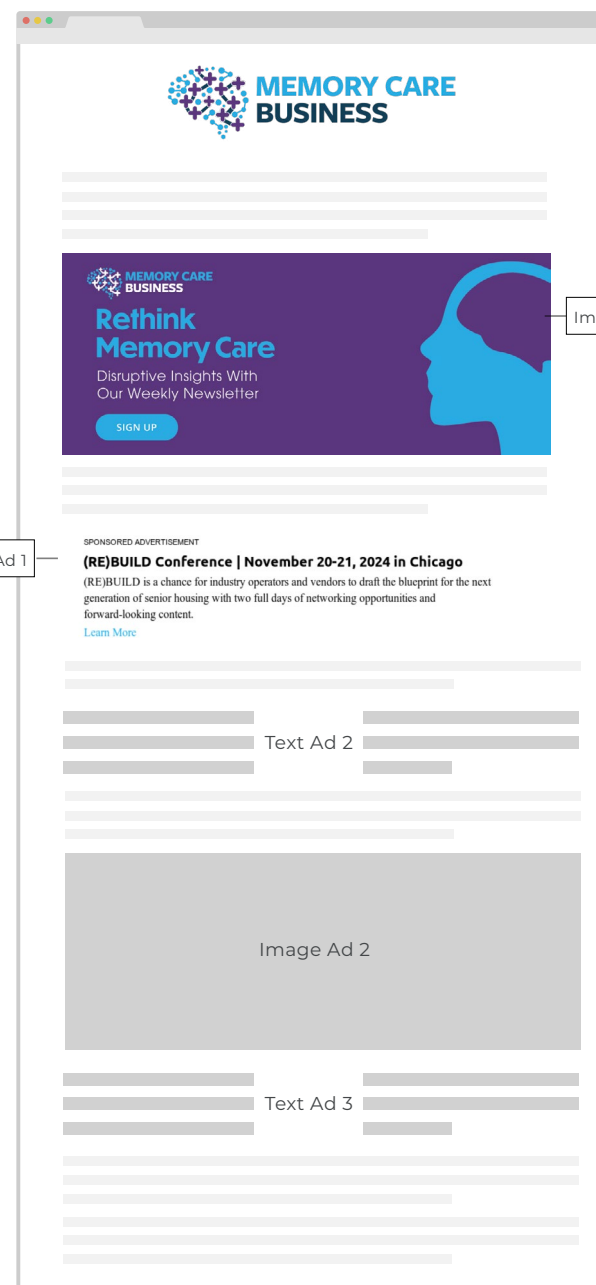 MEMORY CARE
BUSINESS
MEMORY CARE
BUSINESS
Rethink
Memory Care
Disruptive Insights With
Our Weekly Newsletter
SIGN UP
Im
Ad 1
SPONSORED ADVERTISEMENT
(RE)BUILD Conference | November 20-21, 2024 in Chicago
(RE)BUILD is a chance for industry operators and vendors to draft the blueprint for the next
generation of senior housing with two full days of networking opportunities and
forward-looking content.
Learn More
Text Ad 2
Image Ad 2
Text Ad 3